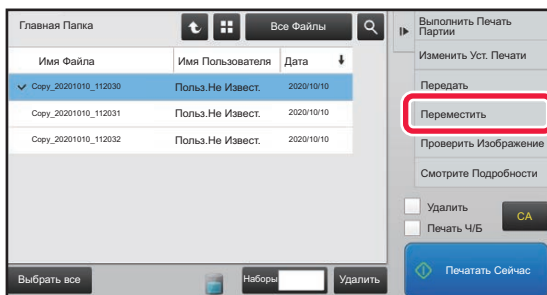 Главная Папка
Все Файлы
Имя Файла
Имя Пользователя
Дата
Copy_20201010_112030
Польз.Не Извест.
2020/10/10
Copy_20201010_112031
Польз.Не Извест.
2020/10/10
Copy_20201010_112032
Польз.Не Извест.
2020/10/10
Выбрать все
Наборы
Удалить
Выполнить Печать
Партии
Изменить Уст. Печати
Передать
Переместить
Проверить Изображение
Смотрите Подробности
Удалить
Печать Ч/Б
CA
Печатать Сейчас